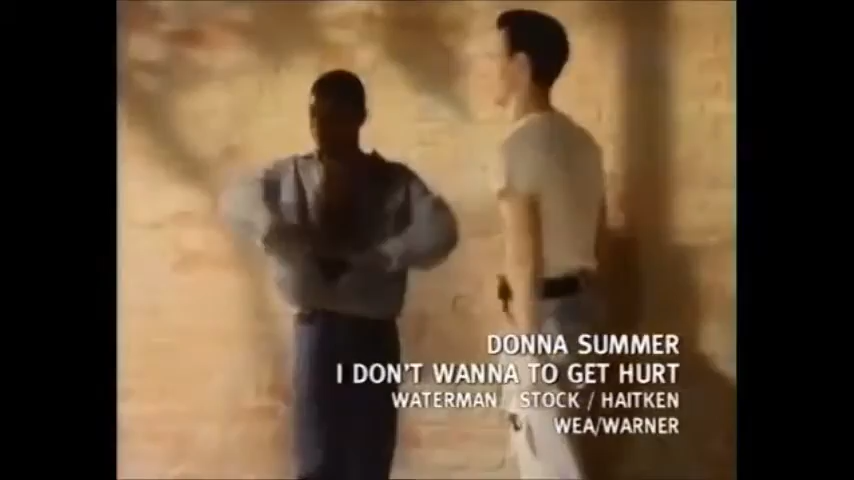 DONNA SUMMER
I DON'T WANNA TO GET HURT
WATERMAN / STOCK / HAITKEN
WEA/WARNER